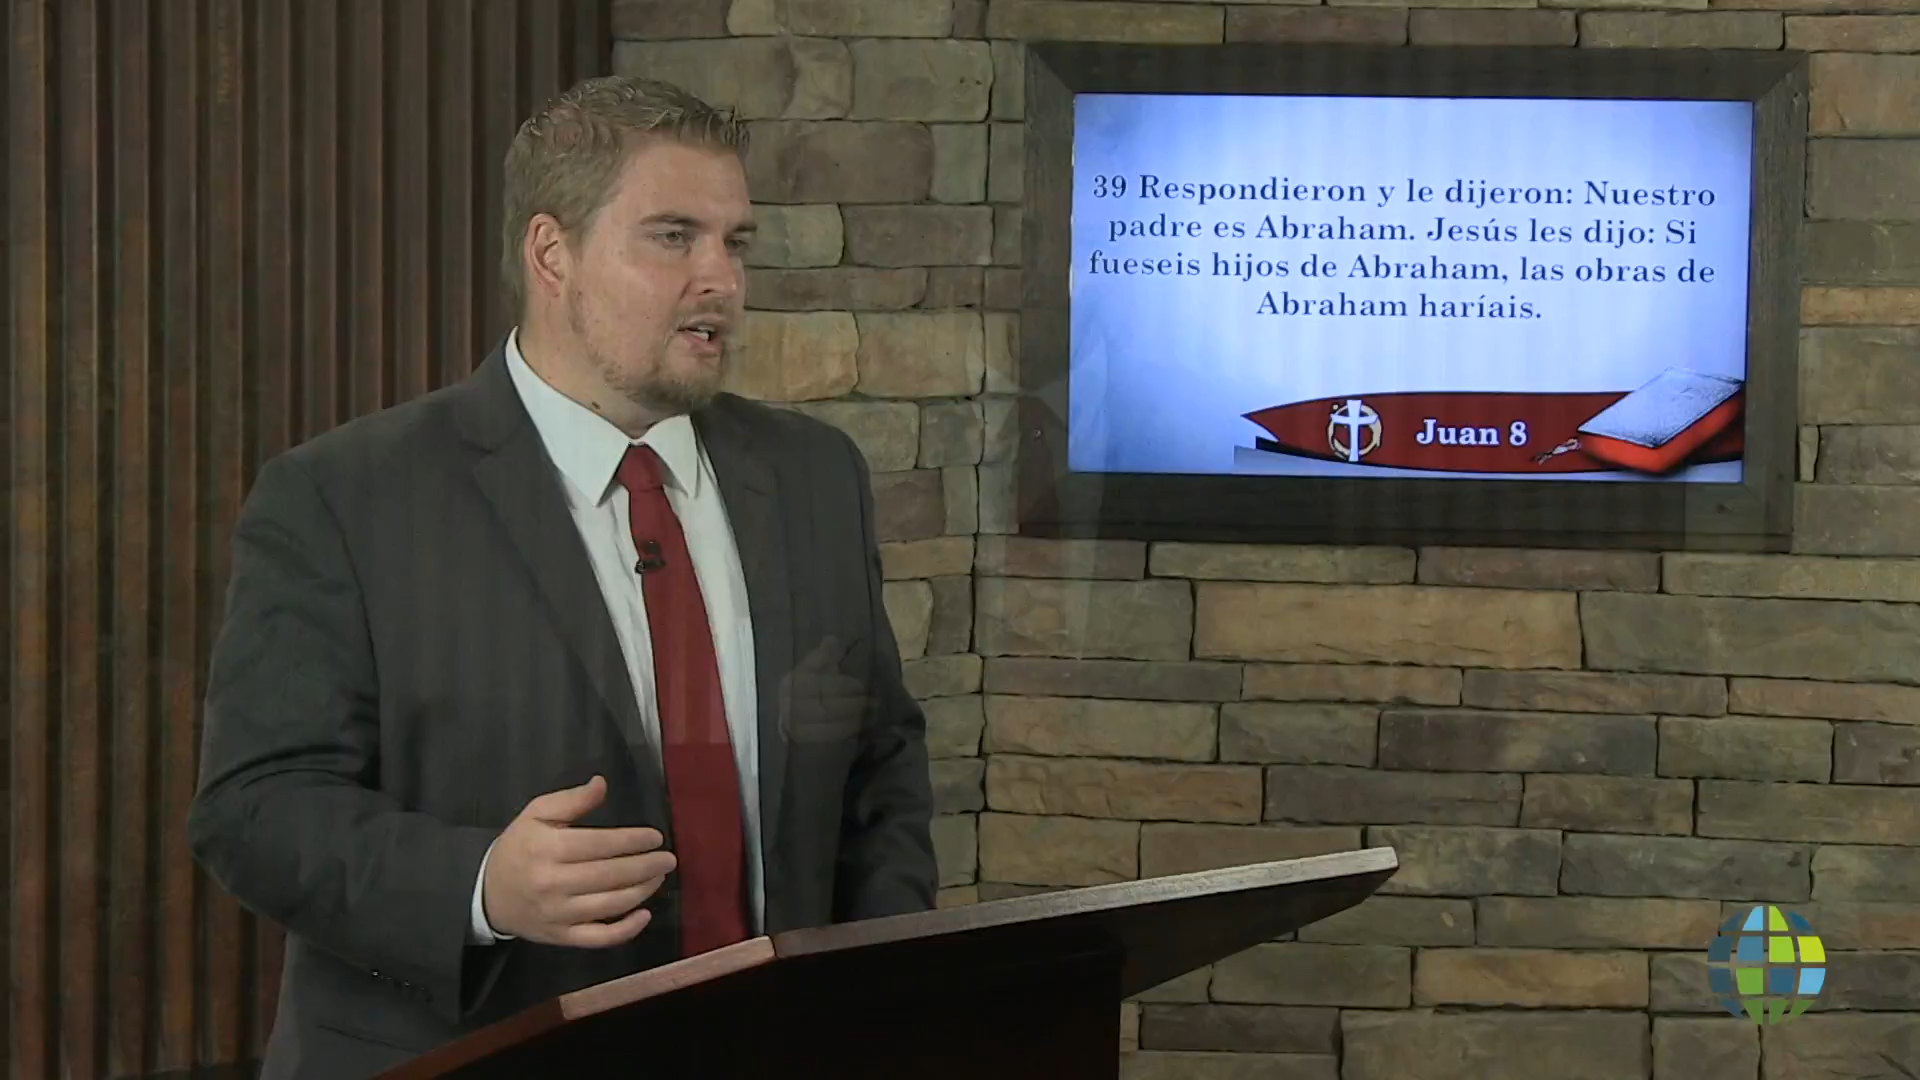 39 Respondieron y le dijeron: Nuestro
padre es Abraham. Jesús les dijo: Si
fueseis hijos de Abraham, las obras de
Abraham haríais.
Juan 8